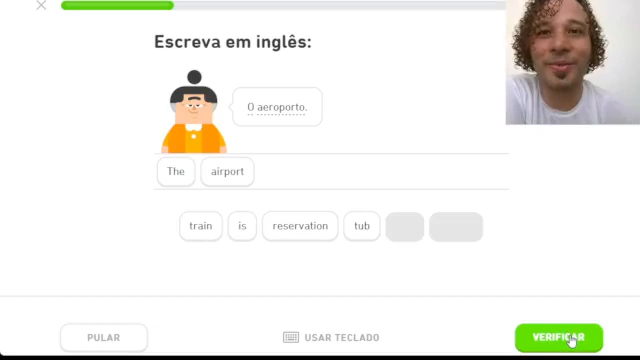 Escreva em inglês:
O aeroporto.
The airport
train is reservation tub
PULAR USAR TECLADO VERIFICAR